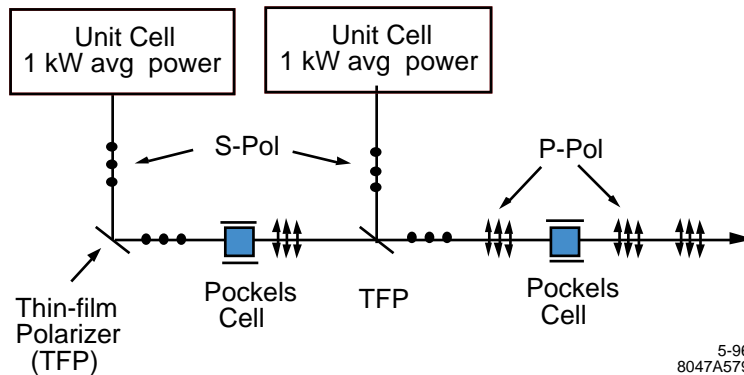 Unit Cell
1 kW avg power
Unit Cell
1 kW avg power
S-Pol
P-Pol
Thin-film
Polarizer
(TFP)
Pockels
Cell
TFP
Pockels
Cell
5-96
8047A579